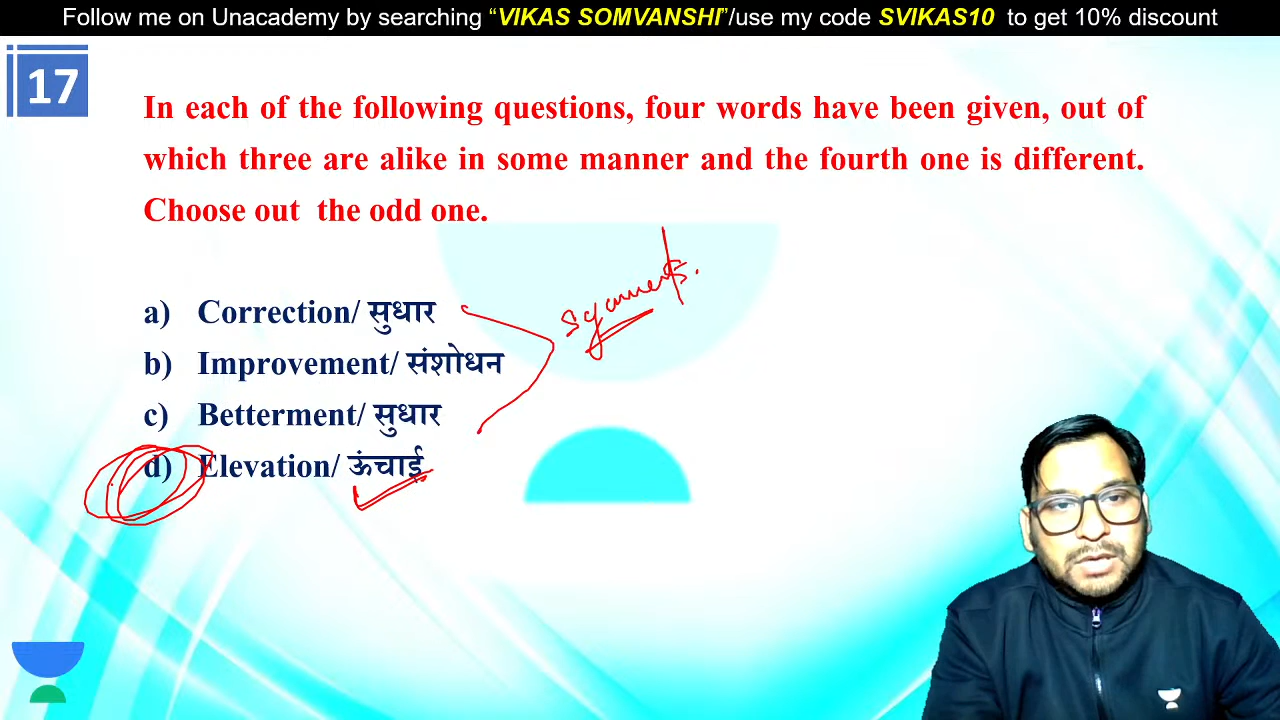 Follow me on Unacademy by searching “VIKAS SOMVANSHI”/use my code SVIKAS10 to get 10% discount
17
In each of the following questions, four words have been given, out of
which three are alike in some manner and the fourth one is different.
Choose out the odd one.
a) Correction/ सुधार
b) Improvement/ संशोधन
c) Betterment/ सुधार
d) Elevation/ ऊंचाई